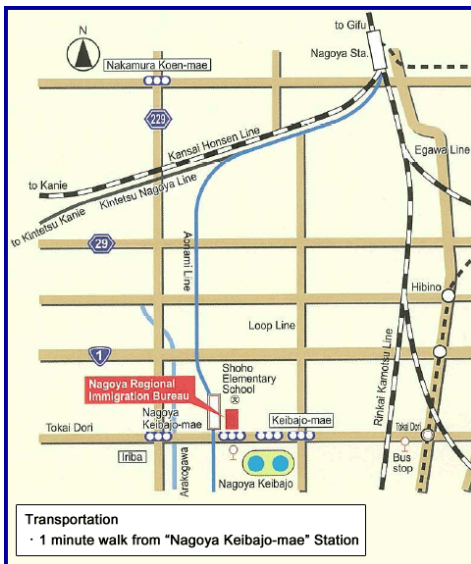 to Gifu
Nagoya Sta.
N
Nakamura Koen-mae
229
Kansai Honsen Line
Egawa Line
to Kanie
Kintetsu Nagoya Line
to Kintetsu Kanie
29
Aonami Line
Hibino
Loop Line
Rinkai Kamotsu Line
1
Shoho
Elementary
School
Nagoya Regional
Immigration Bureau
Nagoya
Keibajo-mae
Keibajo-mae
Tokai Dori
Tokai Dori
Iriba
Arakogawa
Nagoya Keibajo
Bus
stop
Transportation
· 1 minute walk from “Nagoya Keibajo-mae” Station